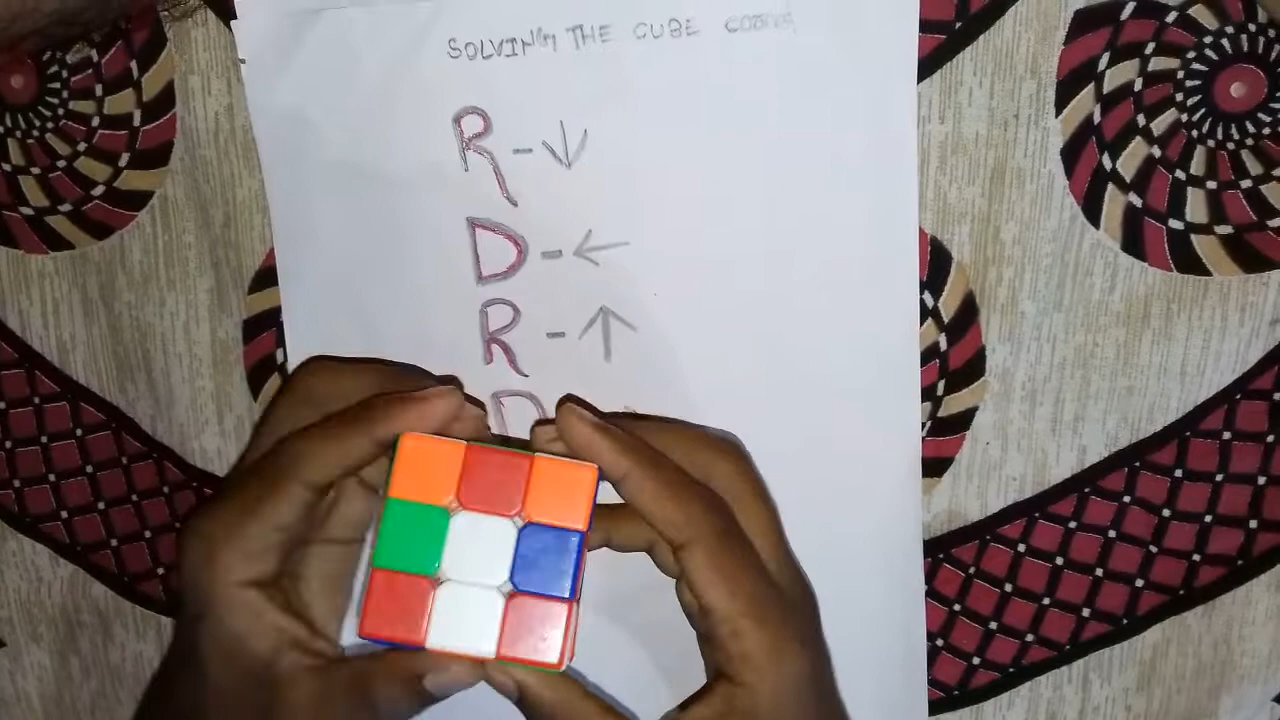 SOLVING THE CUBE
R - ↓
D - ←
R - ↑
D